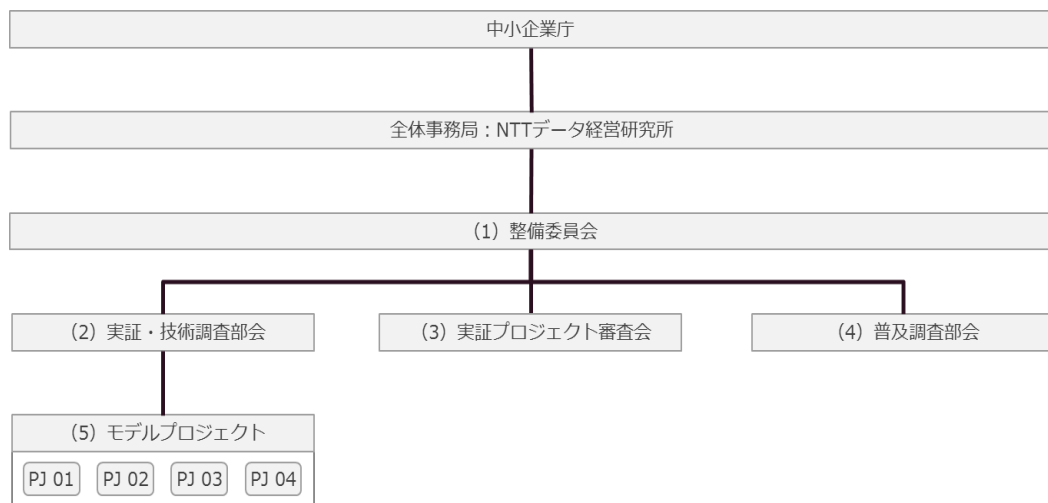 中小企業庁
全体事務局：NTTデータ経営研究所
（1）整備委員会
（2）実証・技術調査部会
（3）実証プロジェクト審査会
（4）普及調査部会
（5）モデルプロジェクト
PJ 01
PJ 02
PJ 03
PJ 04